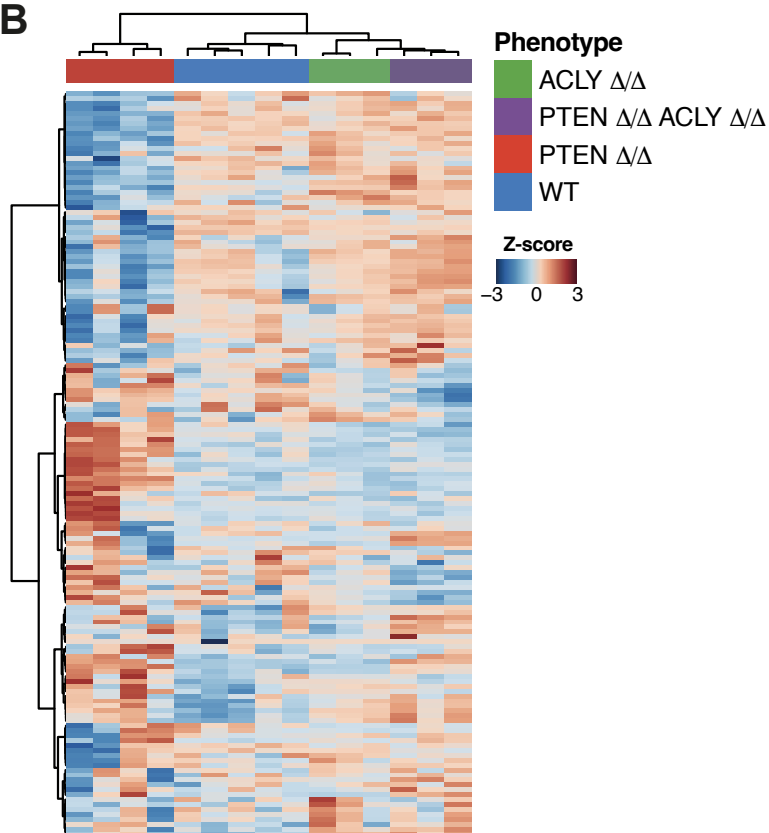 B
Phenotype
ACLY Δ/Δ
PTEN Δ/Δ ACLY Δ/Δ
PTEN Δ/Δ
WT
Z-score
−3 0 3